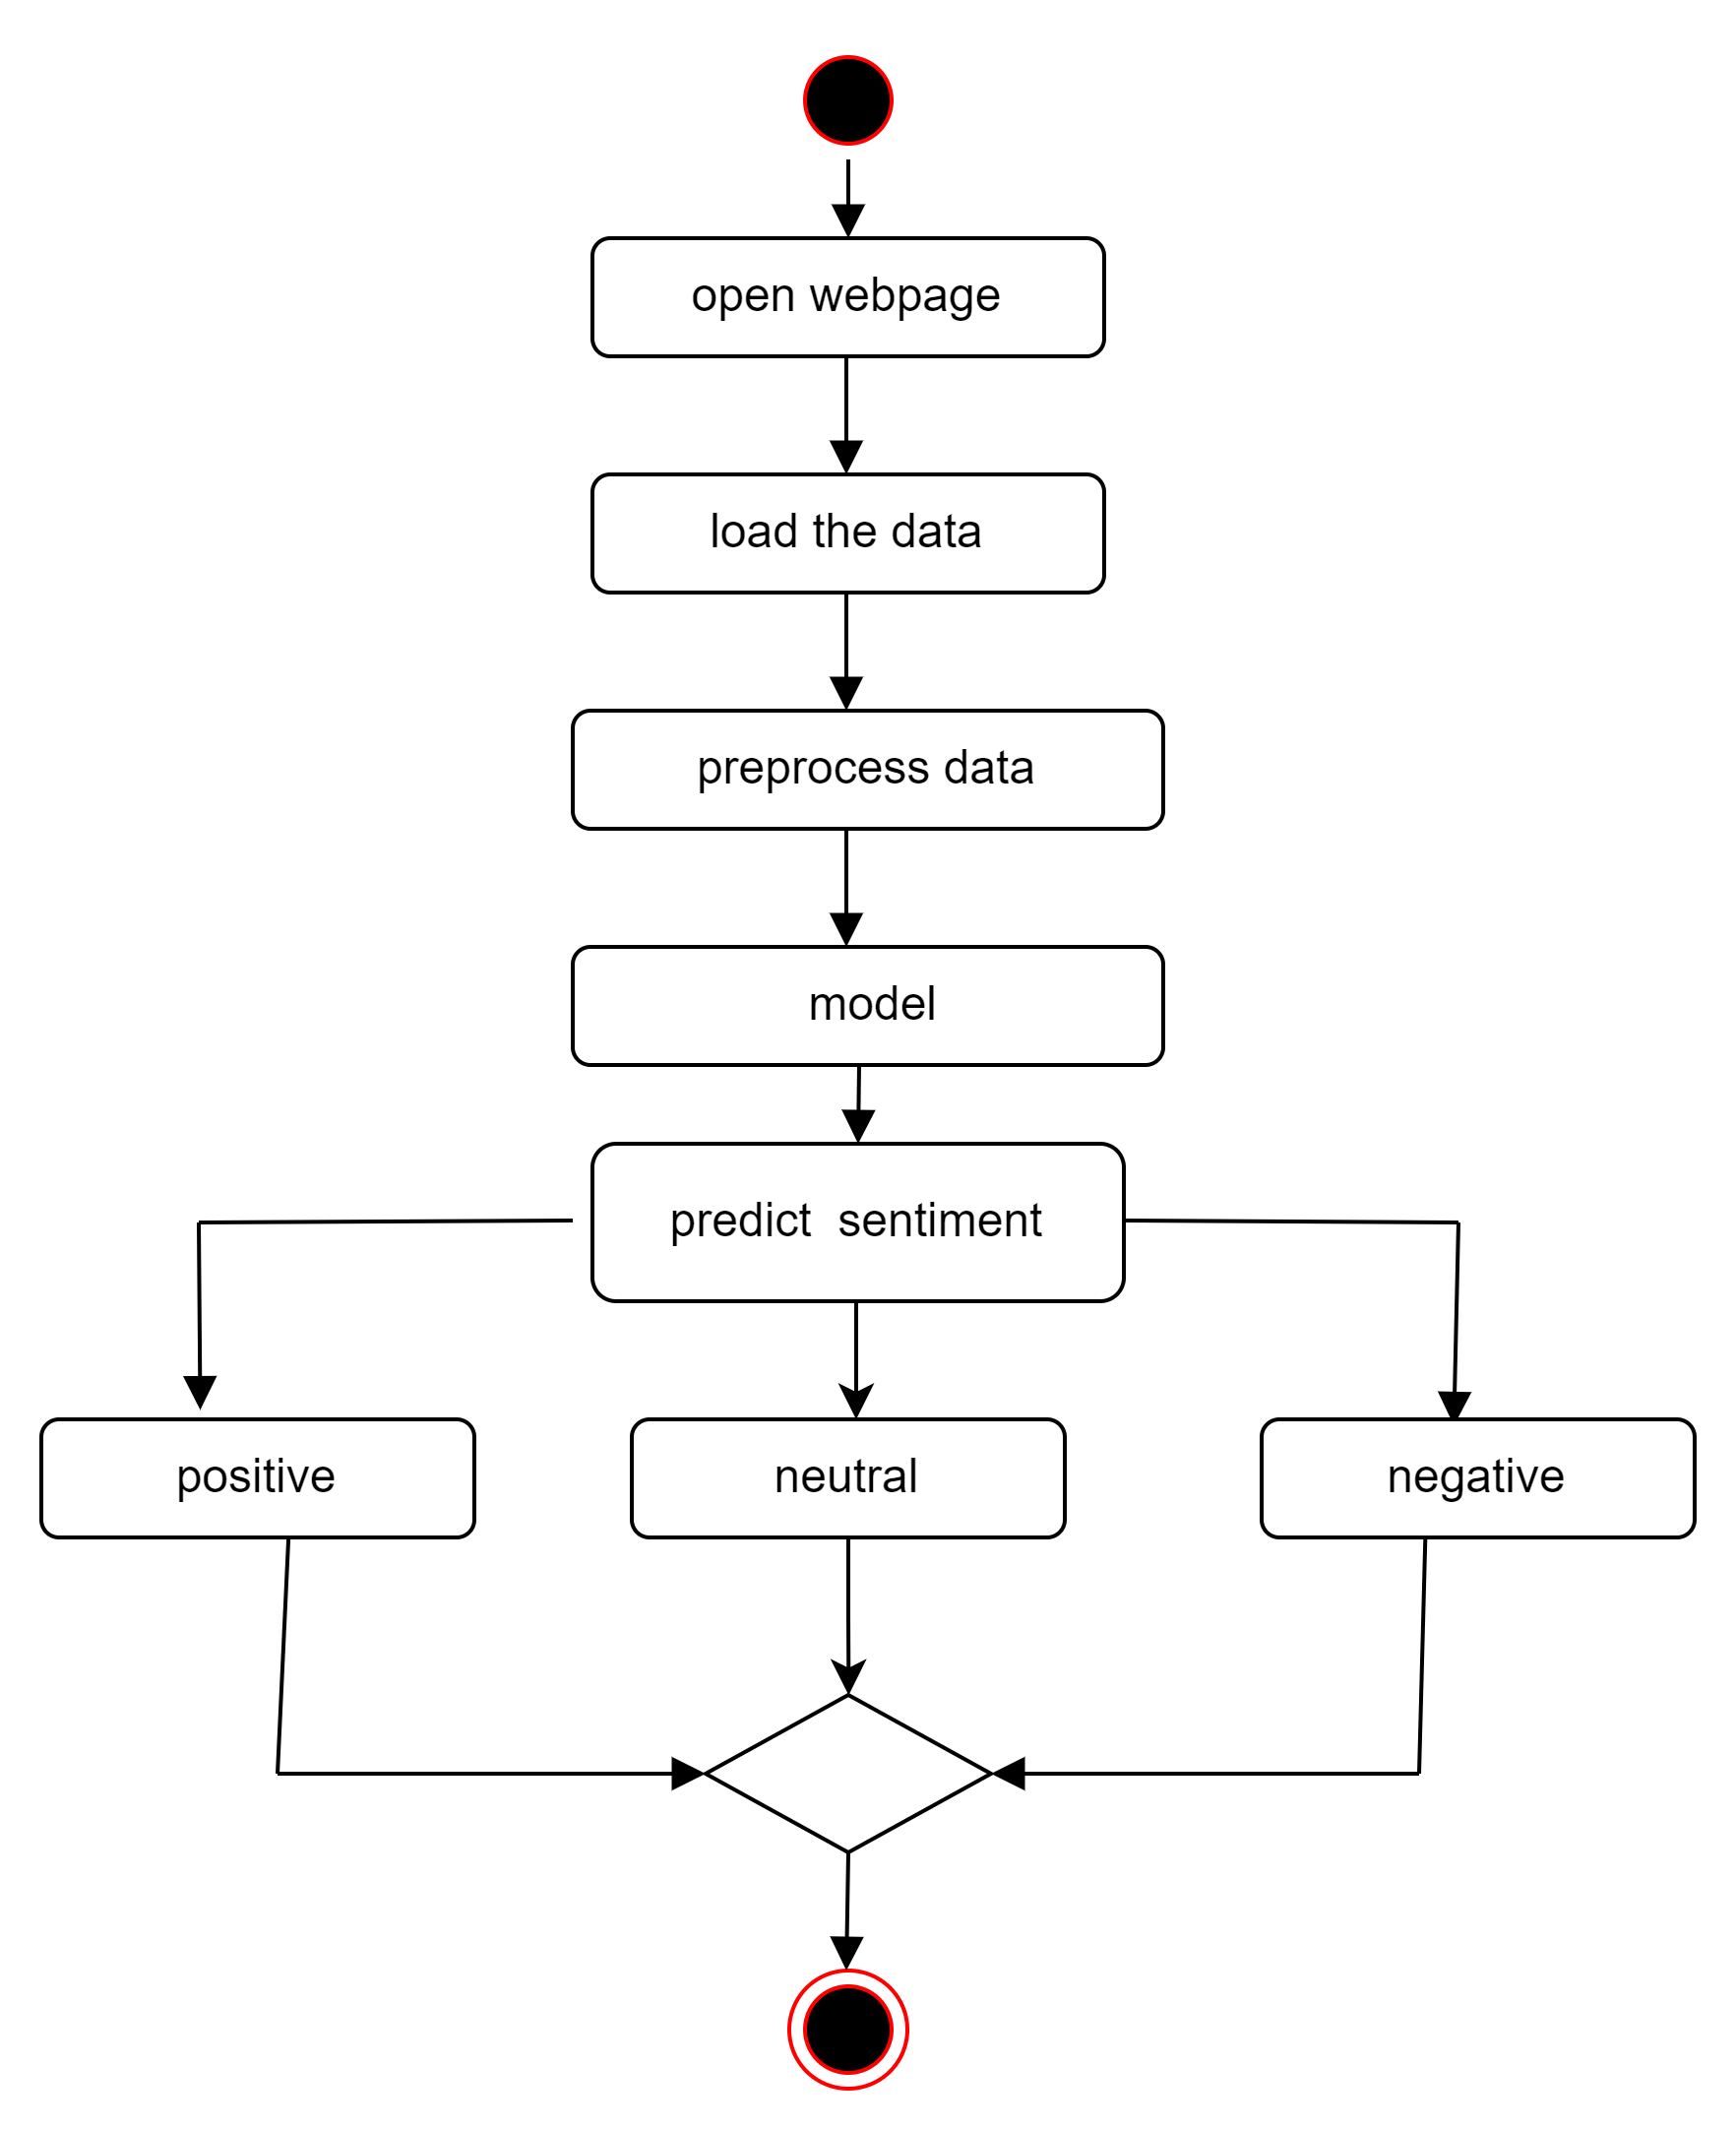 open webpage
load the data
preprocess data
model
predict  sentiment
positive
neutral
negative